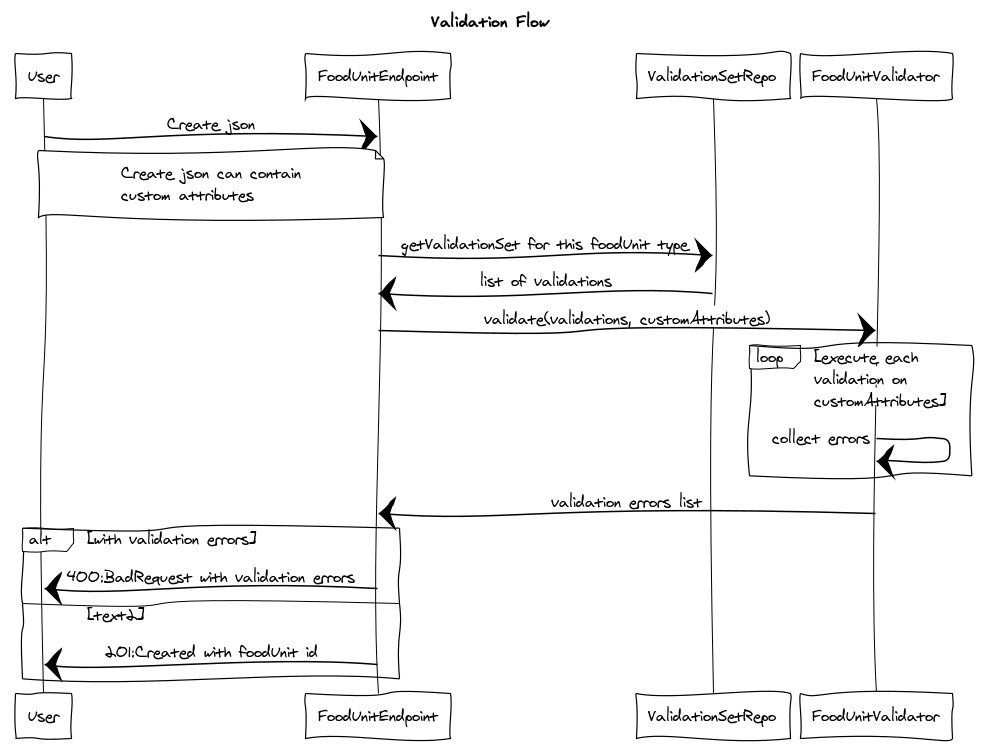 Validation Flow
User
FoodUnitEndpoint
ValidationSetRepo
FoodUnitValidator
Create json
Create json can contain
custom attributes
getValidationSet for this foodUnit type
list of validations
validate(validations, customAttributes)
loop
[execute each
validation on
customAttributes]
collect errors
validation errors list
alt
[with validation errors]
400:BadRequest with validation errors
[text2]
201:Created with foodUnit id
User
FoodUnitEndpoint
ValidationSetRepo
FoodUnitValidator